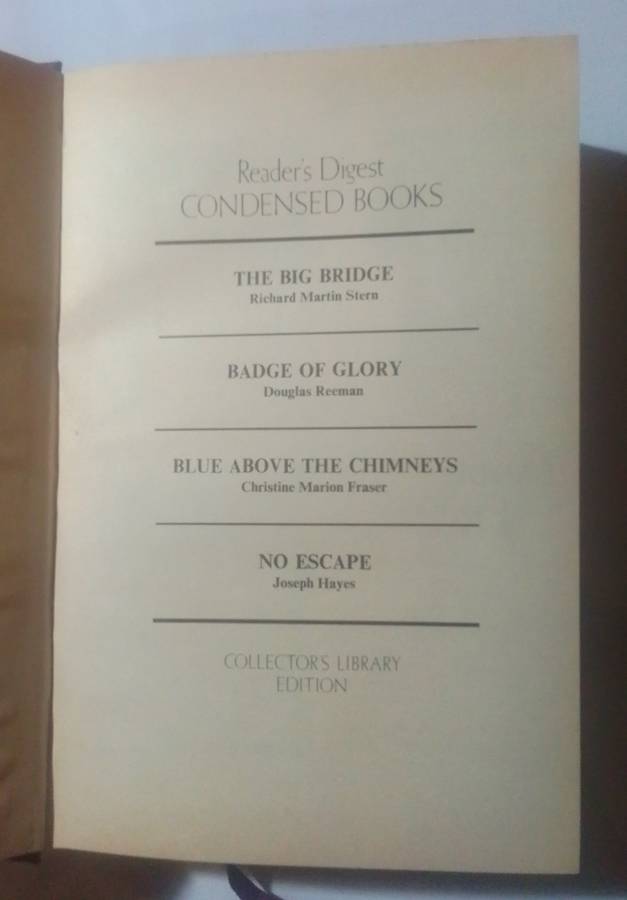 Reader's Digest
CONDENSED BOOKS
THE BIG BRIDGE
Richard Martin Stern
BADGE OF GLORY
Douglas Reeman
BLUE ABOVE THE CHIMNEYS
Christine Marion Fraser
NO ESCAPE
Joseph Hayes
COLLECTOR'S LIBRARY
EDITION